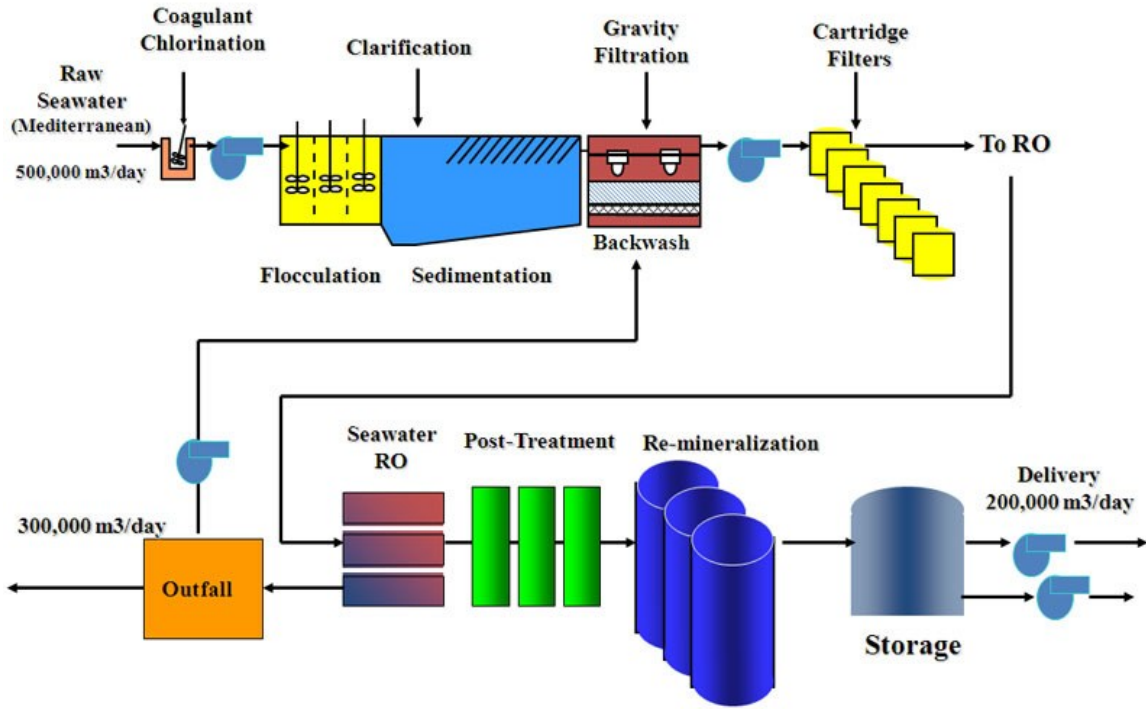 Coagulant
Chlorination
Clarification
Gravity
Filtration
Cartridge
Filters
Raw
Seawater
(Mediterranean)
500,000 m3/day
To RO
Backwash
Flocculation
Sedimentation
Seawater
RO
Post-Treatment
Re-mineralization
Delivery
200,000 m3/day
300,000 m3/day
Outfall
Storage